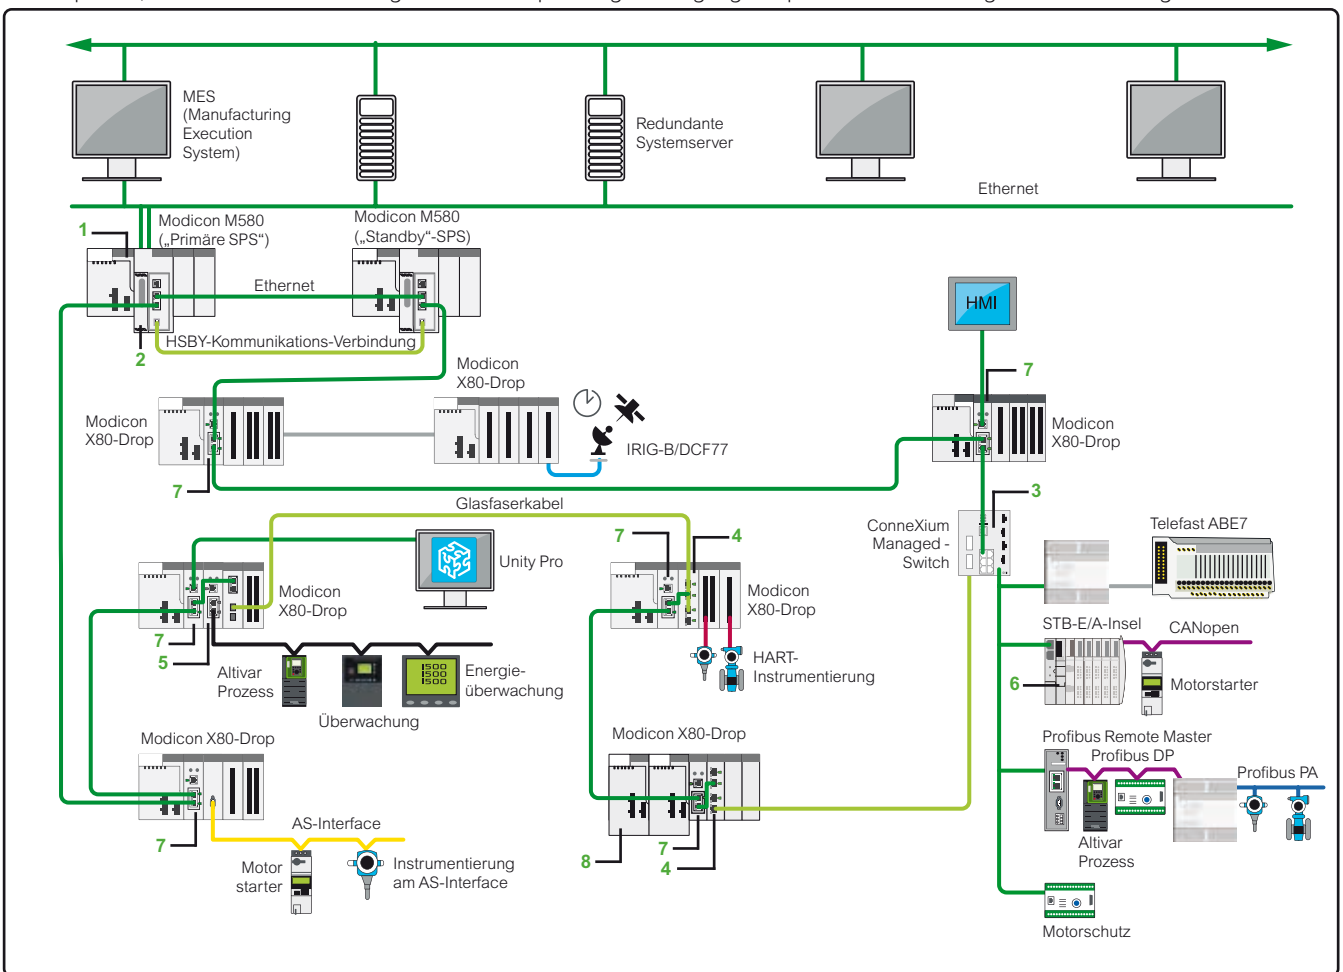 MES
(Manufacturing
Execution
System)
Redundante
Systemserver
Ethernet
Modicon M580
(„Primäre SPS“)
Modicon M580
(„Standby“-SPS)
1
Ethernet
HSBY-Kommunikations-Verbindung
2
HMI
Modicon
X80-Drop
7
Modicon
X80-Drop
Modicon
X80-Drop
IRIG-B/DCF77
7
Glasfaserkabel
3
ConneXium
Managed -
Switch
Telefast ABE7
Unity Pro
7
4
Modicon
X80-Drop
Modicon
X80-Drop
7
5
STB-E/A-Insel
CANopen
Altivar
Prozess
1500
1500
1500
Energie-
überwachung
HART-
Instrumentierung
6
Motorstarter
Überwachung
Modicon X80-Drop
Modicon X80-Drop
Profibus Remote Master
Profibus DP
Profibus PA
AS-Interface
7
Motor
starter
Instrumentierung
am AS-Interface
8
7
4
Altivar
Prozess
Motorschutz